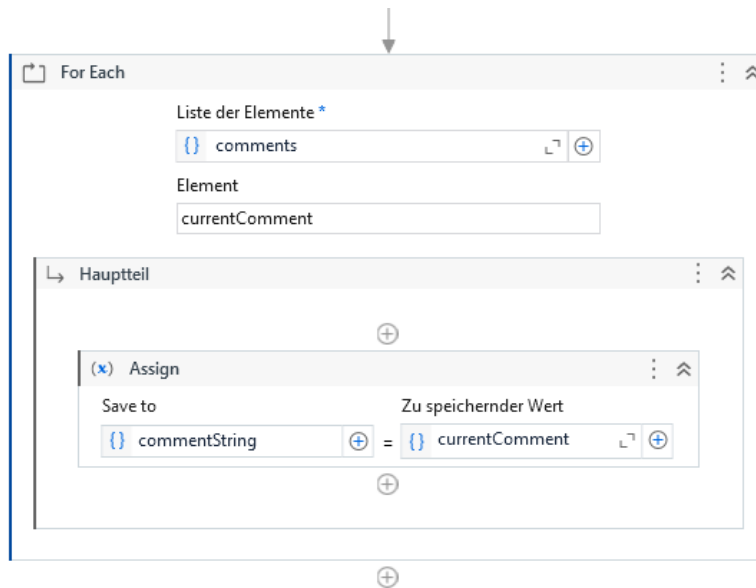 For Each
Liste der Elemente *
{} comments
Element
currentComment
Hauptteil
(x) Assign
Save to
Zu speichernder Wert
{} commentString = {} currentComment